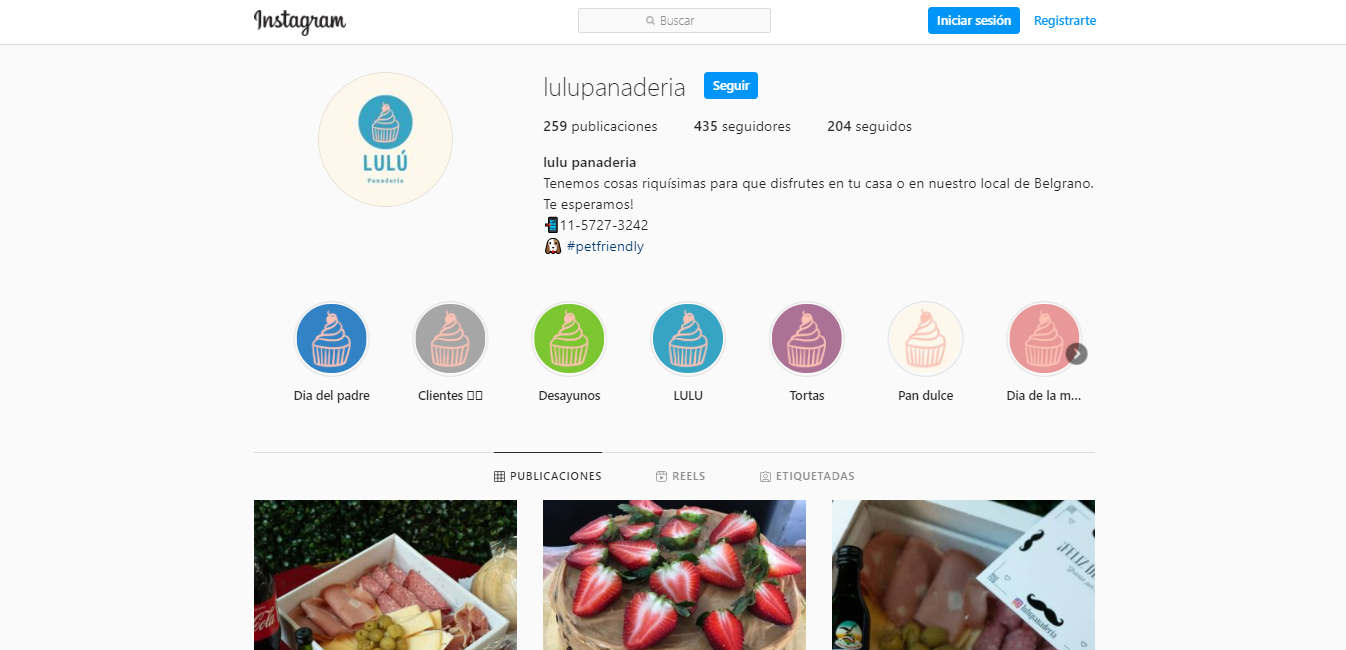 Instagram
Buscar
Iniciar sesión
Registrarte
LULÚ
Panadería
lulupanaderia
Seguir
259 publicaciones
435 seguidores
204 seguidos
lulu panaderia
Tenemos cosas riquísimas para que disfrutes en tu casa o en nuestro local de Belgrano.
Te esperamos!
11-5727-3242
#petfriendly
Dia del padre
Clientes
Desayunos
LULU
Tortas
Pan dulce
Dia de la m...
PUBLICACIONES
REELS
ETIQUETADAS
lulupanaderia